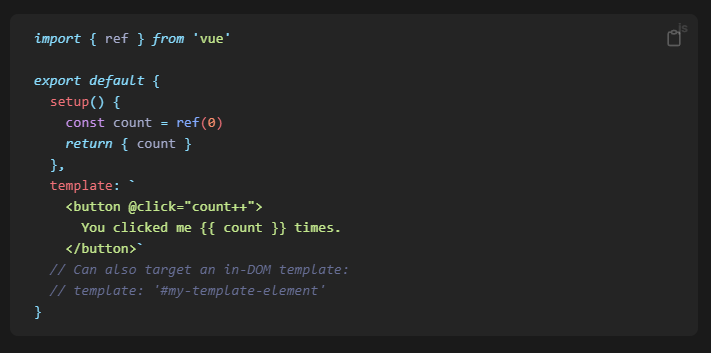 js
import { ref } from 'vue'

export default {
  setup() {
    const count = ref(0)
    return { count }
  },
  template: `
    <button @click="count++">
      You clicked me {{ count }} times.
    </button>`
  // Can also target an in-DOM template:
  // template: '#my-template-element'
}